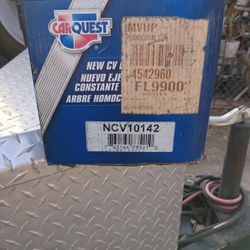 CARQUEST
MVUP
4542960
FL9900
NEW CV
NUEVO EJE
CONSTANTE
ARBRE HOMOC
NCV10142